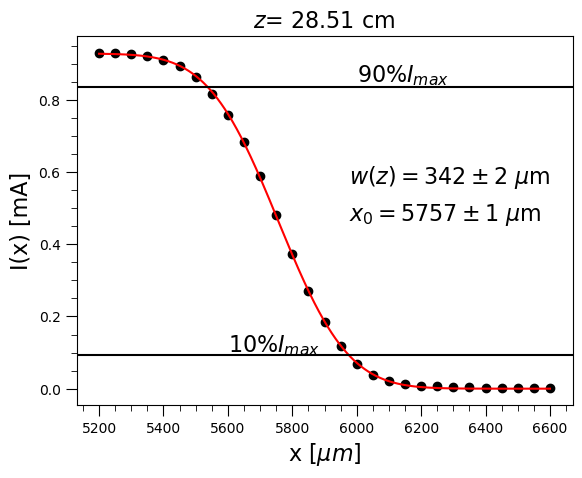 z= 28.51 cm
90%I_max
w(z) = 342 ± 2 μm
x_0 = 5757 ± 1 μm
10%I_max
I(x) [mA]
0.8
0.6
0.4
0.2
0.0
5200 5400 5600 5800 6000 6200 6400 6600
x [μm]